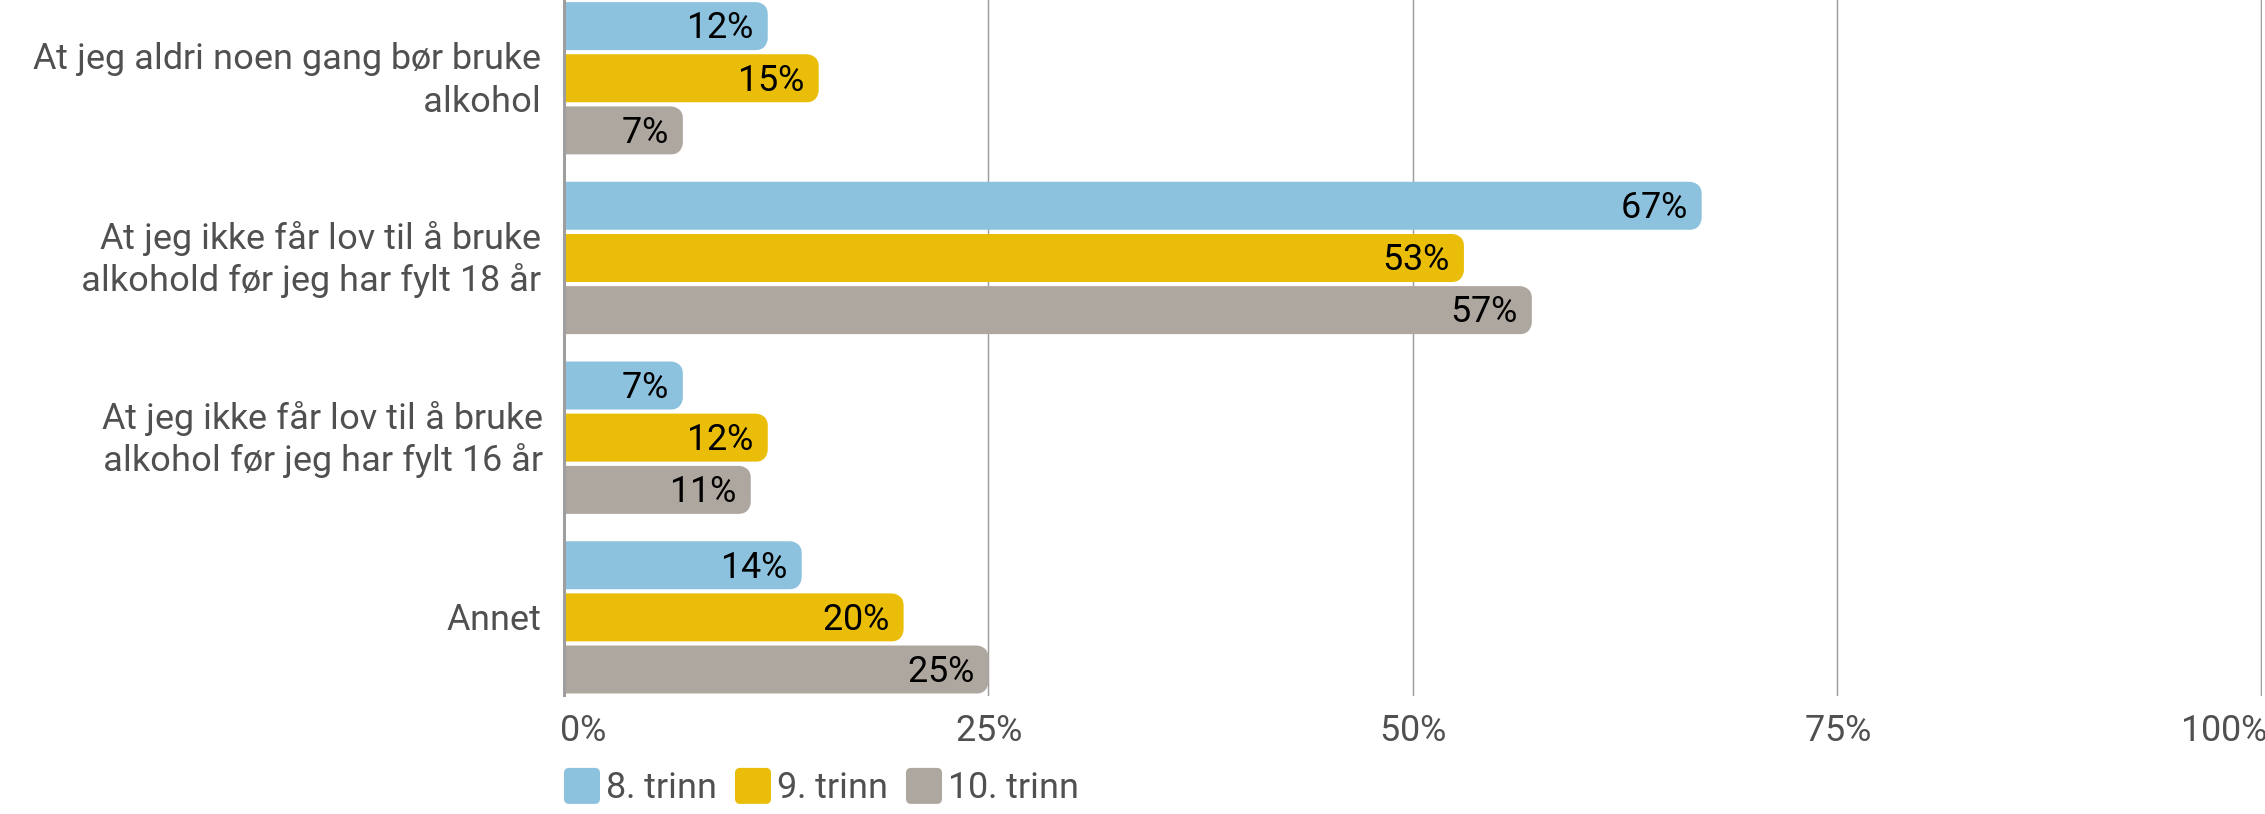 At jeg aldri noen gang bør bruke
alkohol
12%
15%
7%
At jeg ikke får lov til å bruke
alkohold før jeg har fylt 18 år
67%
53%
57%
At jeg ikke får lov til å bruke
alkohol før jeg har fylt 16 år
7%
12%
11%
Annet
14%
20%
25%
0% 25% 50% 75% 100%
8. trinn 9. trinn 10. trinn